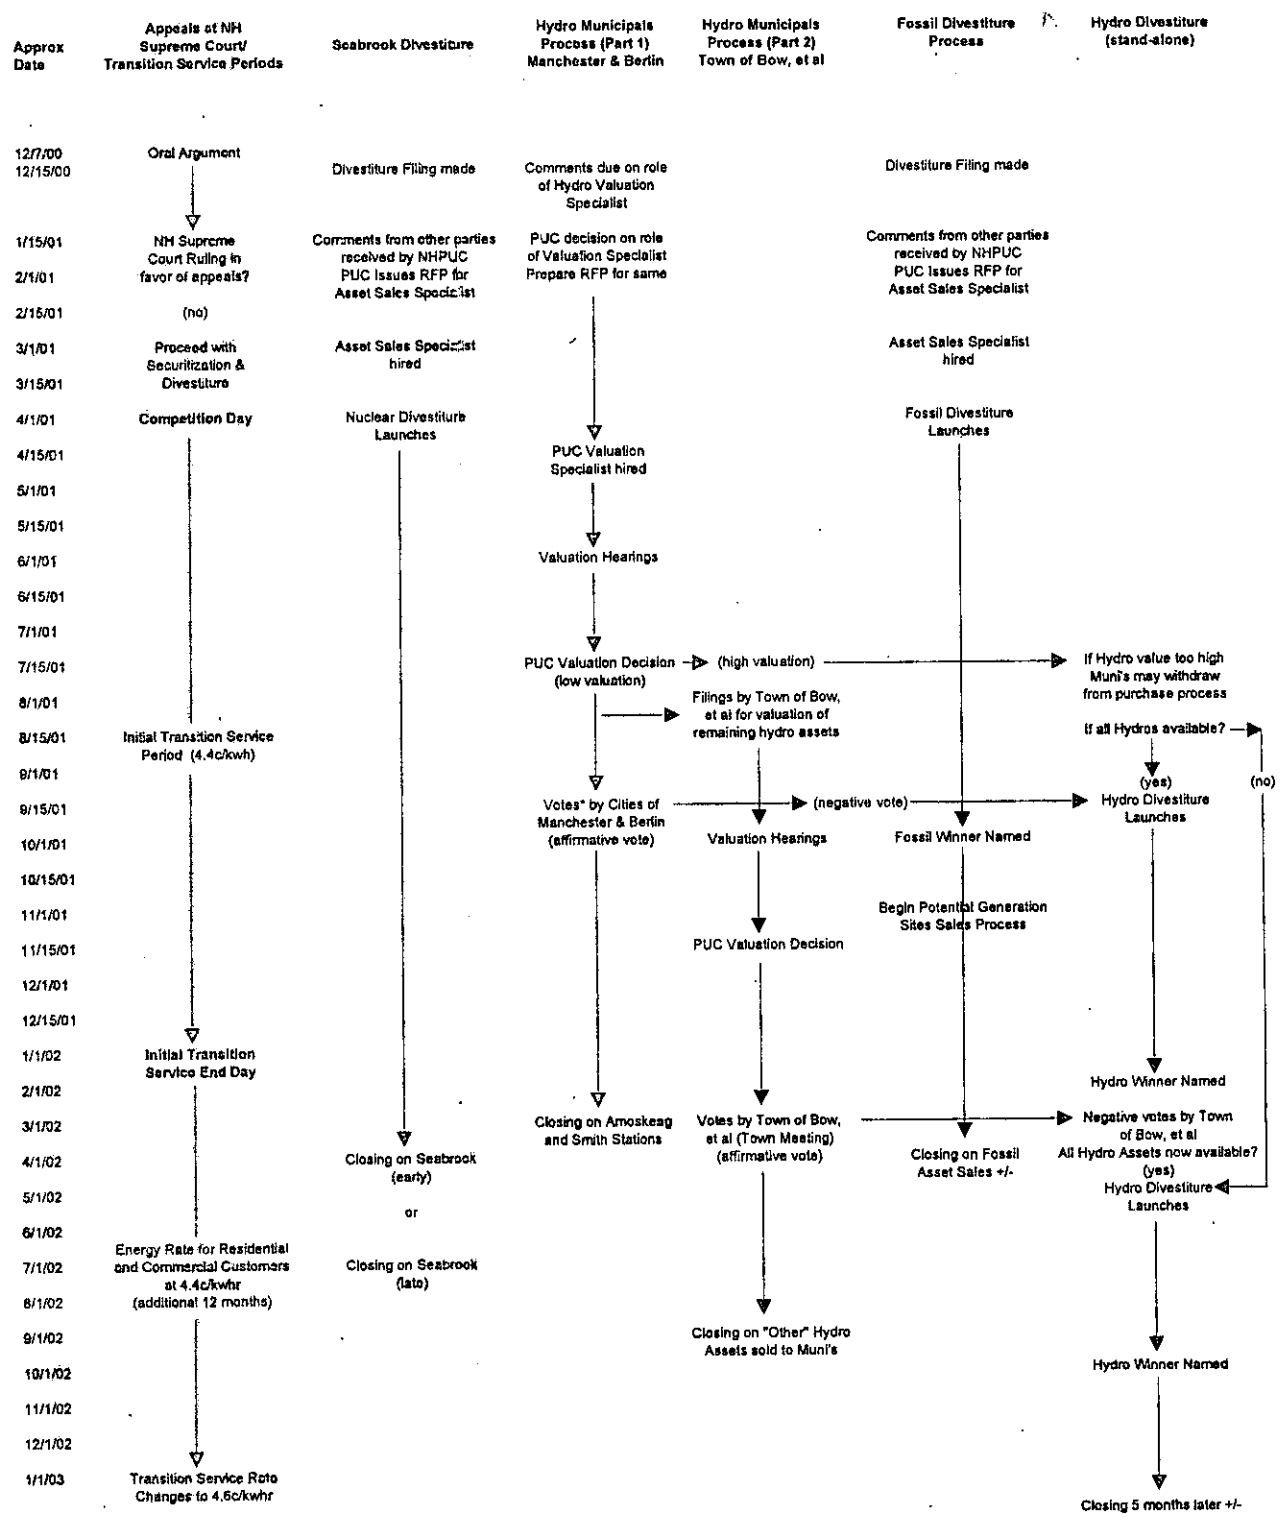 Approx
Date
Appeals of NH
Supreme Court/
Transition Service Periods
Seabrook Divestiture
Hydro Municipals
Process (Part 1)
Manchester & Berlin
Hydro Municipals
Process (Part 2)
Town of Bow, et al
Fossil Divestiture
Process
Hydro Divestiture
(stand-alone)
12/7/00
Oral Argument
12/15/00
Divestiture Filing made
Comments due on role
of Hydro Valuation
Specialist
Divestiture Filing made
1/15/01
NH Supreme
Court Ruling in
favor of appeals?
Comments from other parties
received by NHPUC
PUC Issues RFP for
Asset Sales Specialist
PUC decision on role
of Valuation Specialist
Prepare RFP for same
Comments from other parties
received by NHPUC
PUC Issues RFP for
Asset Sales Specialist
2/1/01
2/15/01
(no)
3/1/01
Proceed with
Securitization &
Divestiture
Asset Sales Specialist
hired
Asset Sales Specialist
hired
3/15/01
4/1/01
Competition Day
Nuclear Divestiture
Launches
Fossil Divestiture
Launches
4/15/01
PUC Valuation
Specialist hired
5/1/01
5/15/01
6/1/01
Valuation Hearings
6/15/01
7/1/01
7/15/01
PUC Valuation Decision
(low valuation)
(high valuation)
If Hydro value too high
Muni's may withdraw
from purchase process
8/1/01
Filings by Town of Bow,
et al for valuation of
remaining hydro assets
8/15/01
Initial Transition Service
Period (4.4c/kwh)
If all Hydros available?
9/1/01
(yes)
(no)
9/15/01
Votes* by Cities of
Manchester & Berlin
(affirmative vote)
(negative vote)
Hydro Divestiture
Launches
10/1/01
Valuation Hearings
Fossil Winner Named
10/15/01
11/1/01
Begin Potential Generation
Sites Sales Process
11/15/01
PUC Valuation Decision
12/1/01
12/15/01
1/1/02
Initial Transition
Service End Day
2/1/02
Hydro Winner Named
3/1/02
Closing on Amoskeag
and Smith Stations
Votes by Town of Bow,
et al (Town Meeting)
(affirmative vote)
Negative votes by Town
of Bow, et al
All Hydro Assets now available?
(yes)
4/1/02
Closing on Seabrook
(early)
Closing on Fossil
Asset Sales +/-
5/1/02
or
Hydro Divestiture
Launches
6/1/02
Energy Rate for Residential
and Commercial Customers
at 4.4c/kwhr
(additional 12 months)
7/1/02
Closing on Seabrook
(late)
8/1/02
9/1/02
Closing on "Other" Hydro
Assets sold to Muni's
10/1/02
Hydro Winner Named
11/1/02
12/1/02
1/1/03
Transition Service Rate
Changes to 4.6c/kwhr
Closing 5 months later +/-